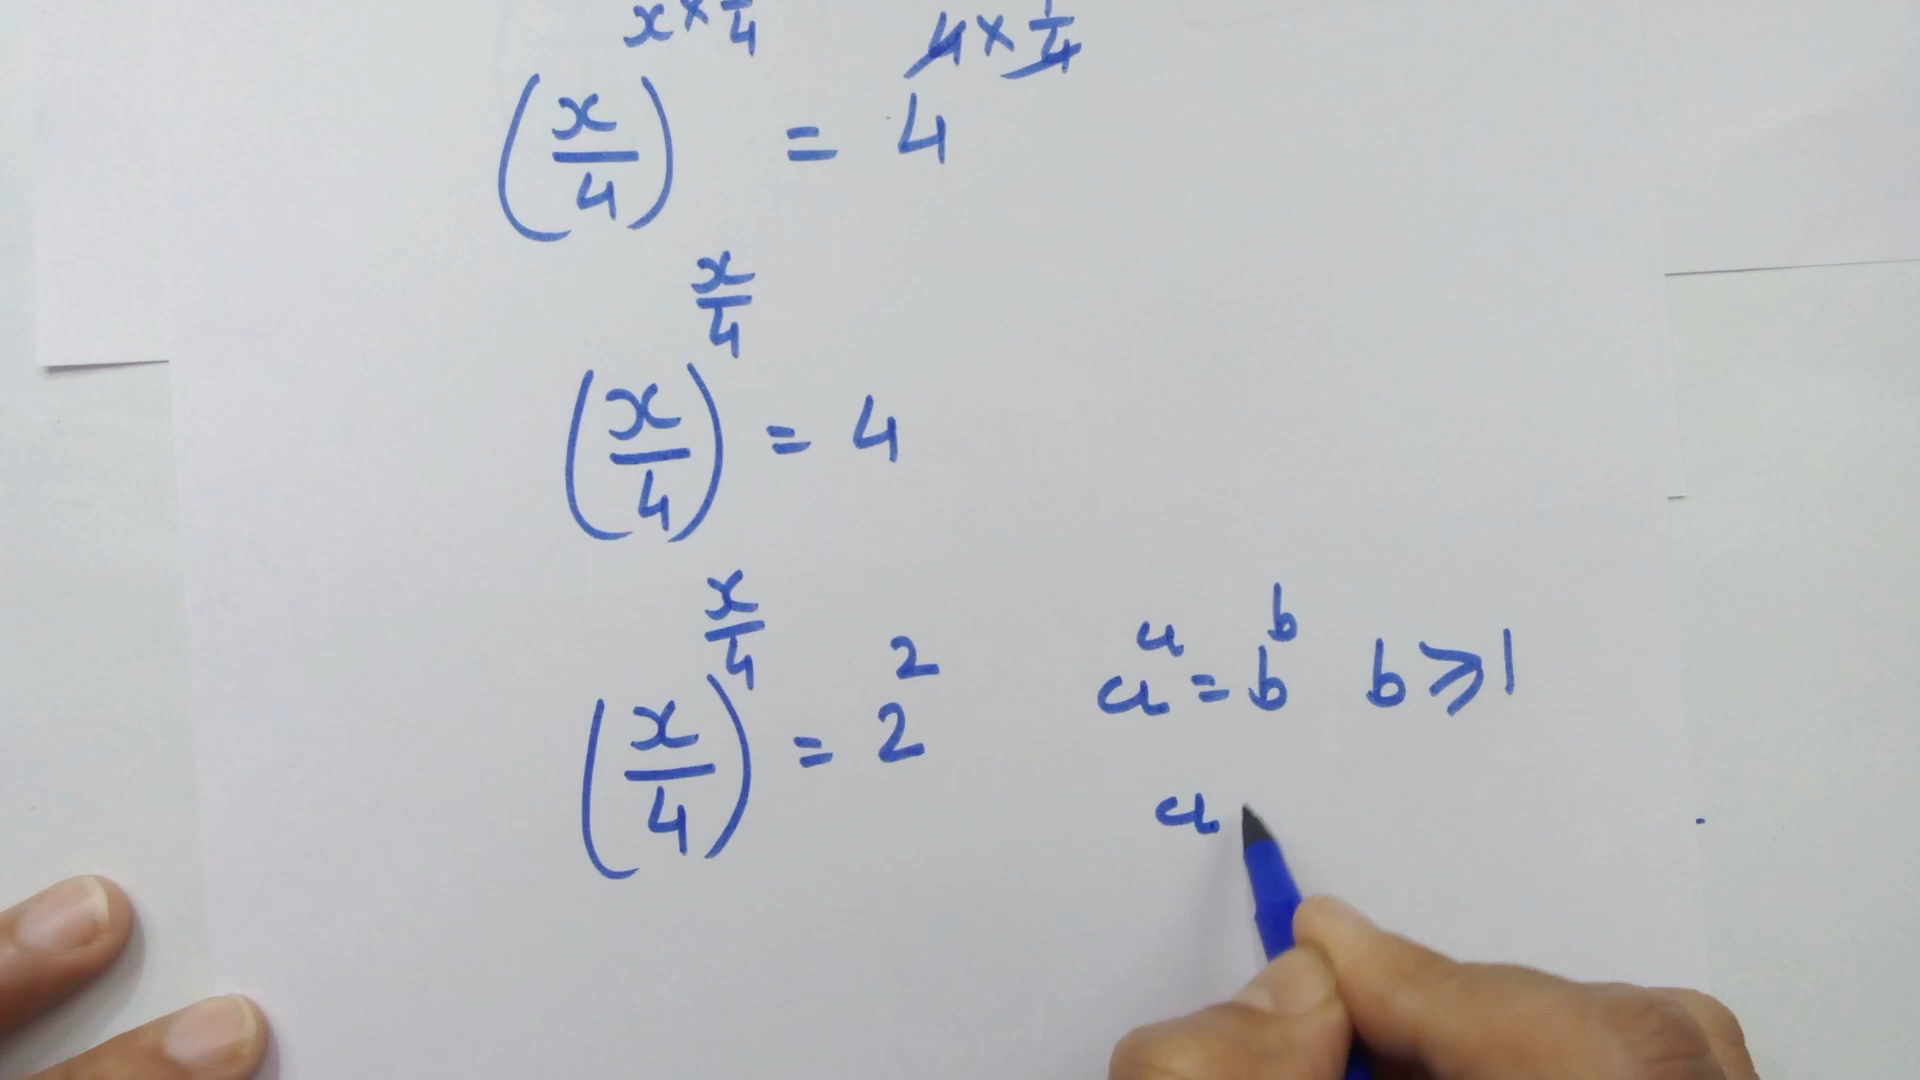 (x/4)^(x × 1/4) = 4^(4 × 1/4)
(x/4)^(x/4) = 4
(x/4)^(x/4) = 2^2 a^a = b^b b ⩾ 1
a